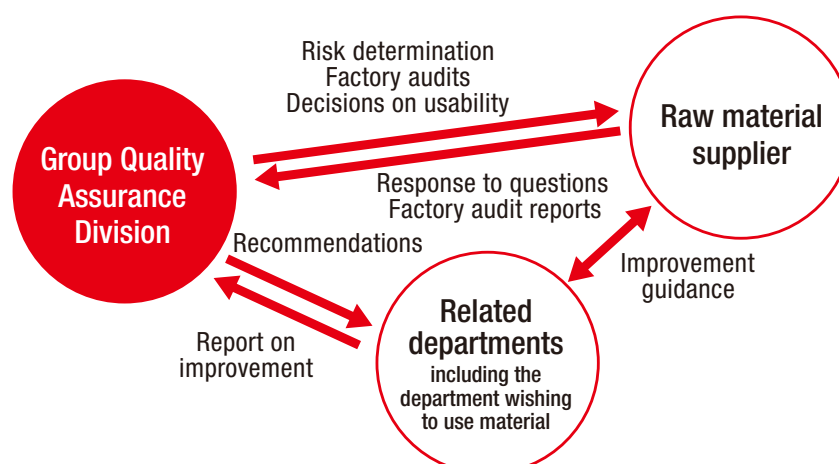 Risk determination
Factory audits
Decisions on usability
Raw material
supplier
Group Quality
Assurance
Division
Response to questions
Factory audit reports
Recommendations
Improvement
guidance
Related
departments
including the
department wishing
to use material
Report on
improvement